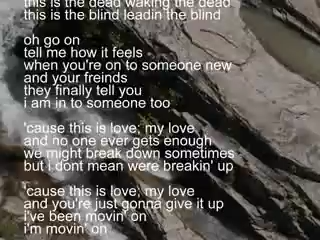 this is the dead waking the dead
this is the blind leadin the blind
oh go on
tell me how it feels
when you're on to someone new
and your freinds
they finally tell you
i am in to someone too
'cause this is love; my love
and no one ever gets enough
we might break down sometimes
but i dont mean were breakin' up
'cause this is love; my love
and you're just gonna give it up
i've been movin' on
i'm movin' on